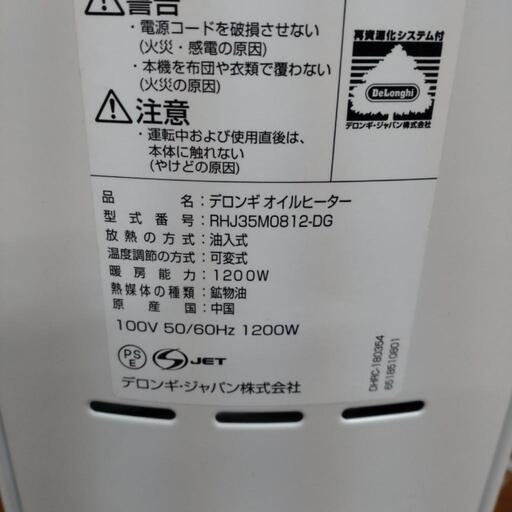 警告
・電源コードを破損させない
(火災・感電の原因)
・本機を布団や衣類で覆わない
(火災の原因)
注意
・運転中および使用直後は、
本体に触れない
(やけどの原因)
再資源化システム付
DeLonghi
デロンギ・ジャパン株式会社
品名：デロンギ オイルヒーター
型式番号：RHJ35M0812-DG
放熱の方式：油入式
温度調節の方式：可変式
暖房能力：1200W
熱媒体の種類：鉱物油
原産国：中国
100V 50/60Hz 1200W
PS
E
S JET
デロンギ・ジャパン株式会社
DHRC-180354
6518510801